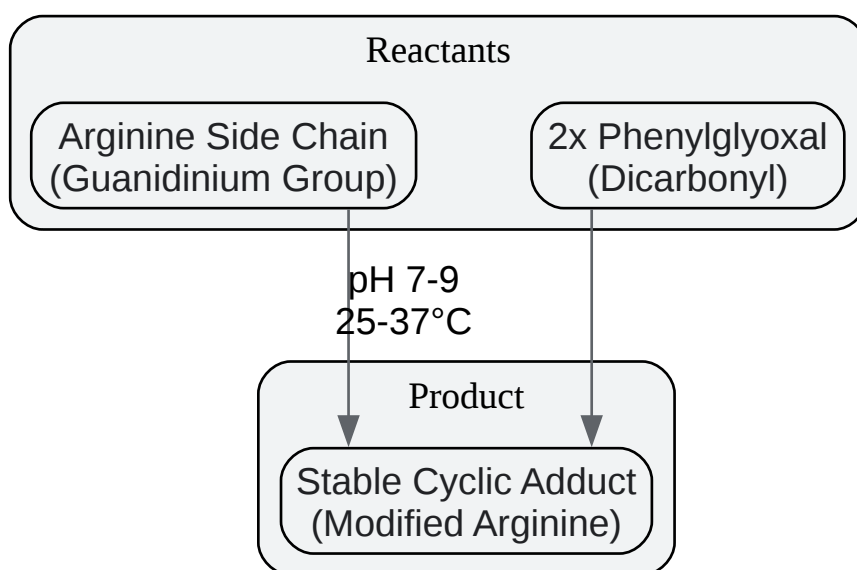 Reactants
Arginine Side Chain
(Guanidinium Group)
2x Phenylglyoxal
(Dicarbonyl)
pH 7-9
25-37°C
Product
Stable Cyclic Adduct
(Modified Arginine)